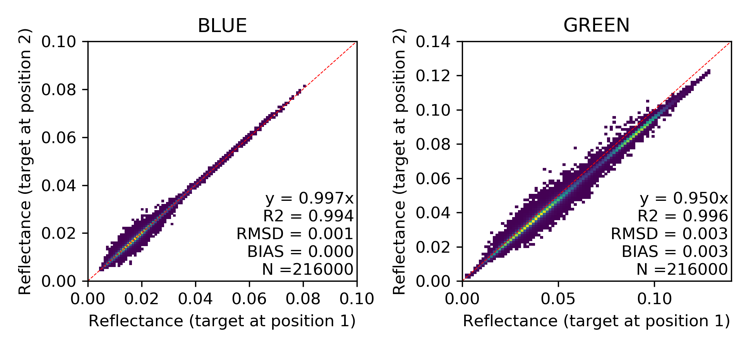 BLUE
Reflectance (target at position 2)
0.10
0.08
0.06
0.04
0.02
0.00
y = 0.997x
R2 = 0.994
RMSD = 0.001
BIAS = 0.000
N =216000
0.00 0.02 0.04 0.06 0.08 0.10
Reflectance (target at position 1)
GREEN
Reflectance (target at position 2)
0.14
0.12
0.10
0.08
0.06
0.04
0.02
0.00
y = 0.950x
R2 = 0.996
RMSD = 0.003
BIAS = 0.003
N =216000
0.00 0.05 0.10
Reflectance (target at position 1)